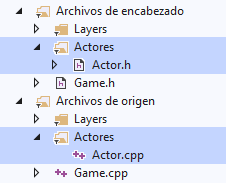 Archivos de encabezado
Layers
Actores
Actor.h
Game.h
Archivos de origen
Layers
Actores
Actor.cpp
Game.cpp